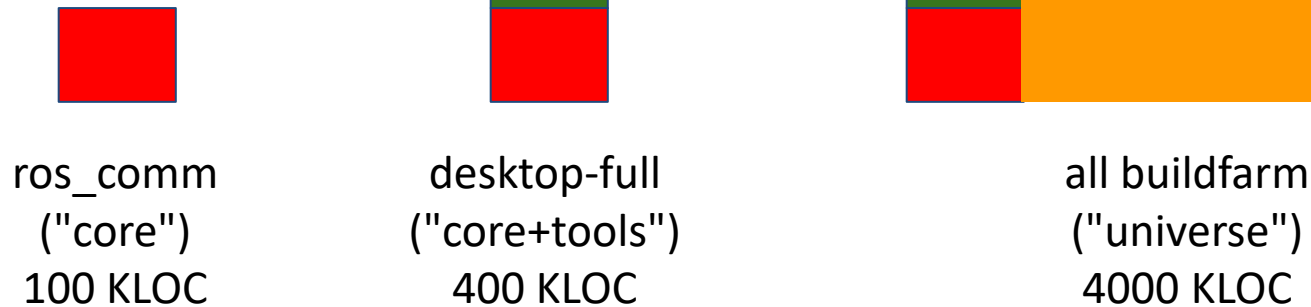 ros_comm
("core")
100 KLOC
desktop-full
("core+tools")
400 KLOC
all buildfarm
("universe")
4000 KLOC